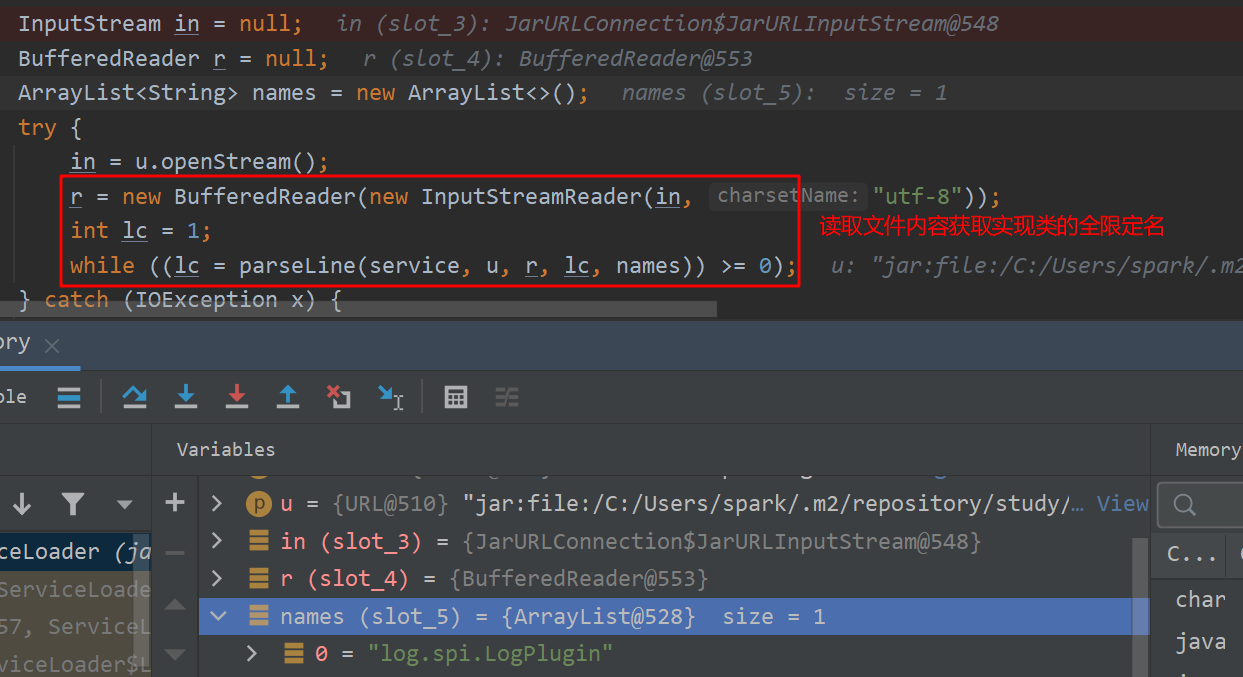 InputStream in = null; in (slot_3): JarURLConnection$JarURLInputStream@548
BufferedReader r = null; r (slot_4): BufferedReader@553
ArrayList<String> names = new ArrayList<>(); names (slot_5): size = 1
try {
in = u.openStream();
r = new BufferedReader(new InputStreamReader(in, charsetName: "utf-8"));
int lc = 1;
读取文件内容获取实现类的全限定名
while ((lc = parseLine(service, u, r, lc, names)) >= 0); u: "jar:file:/C:/Users/spark/.m2
} catch (IOException x) {
ory
ole
Variables
Memory
u = {URL@510} "jar:file:/C:/Users/spark/.m2/repository/study/… View
in (slot_3) = {JarURLConnection$JarURLInputStream@548}
r (slot_4) = {BufferedReader@553}
names (slot_5) = {ArrayList@528} size = 1
0 = "log.spi.LogPlugin"
ceLoader (ja
ServiceLoade
57, ServiceL
viceLoader$L
C...
char
java